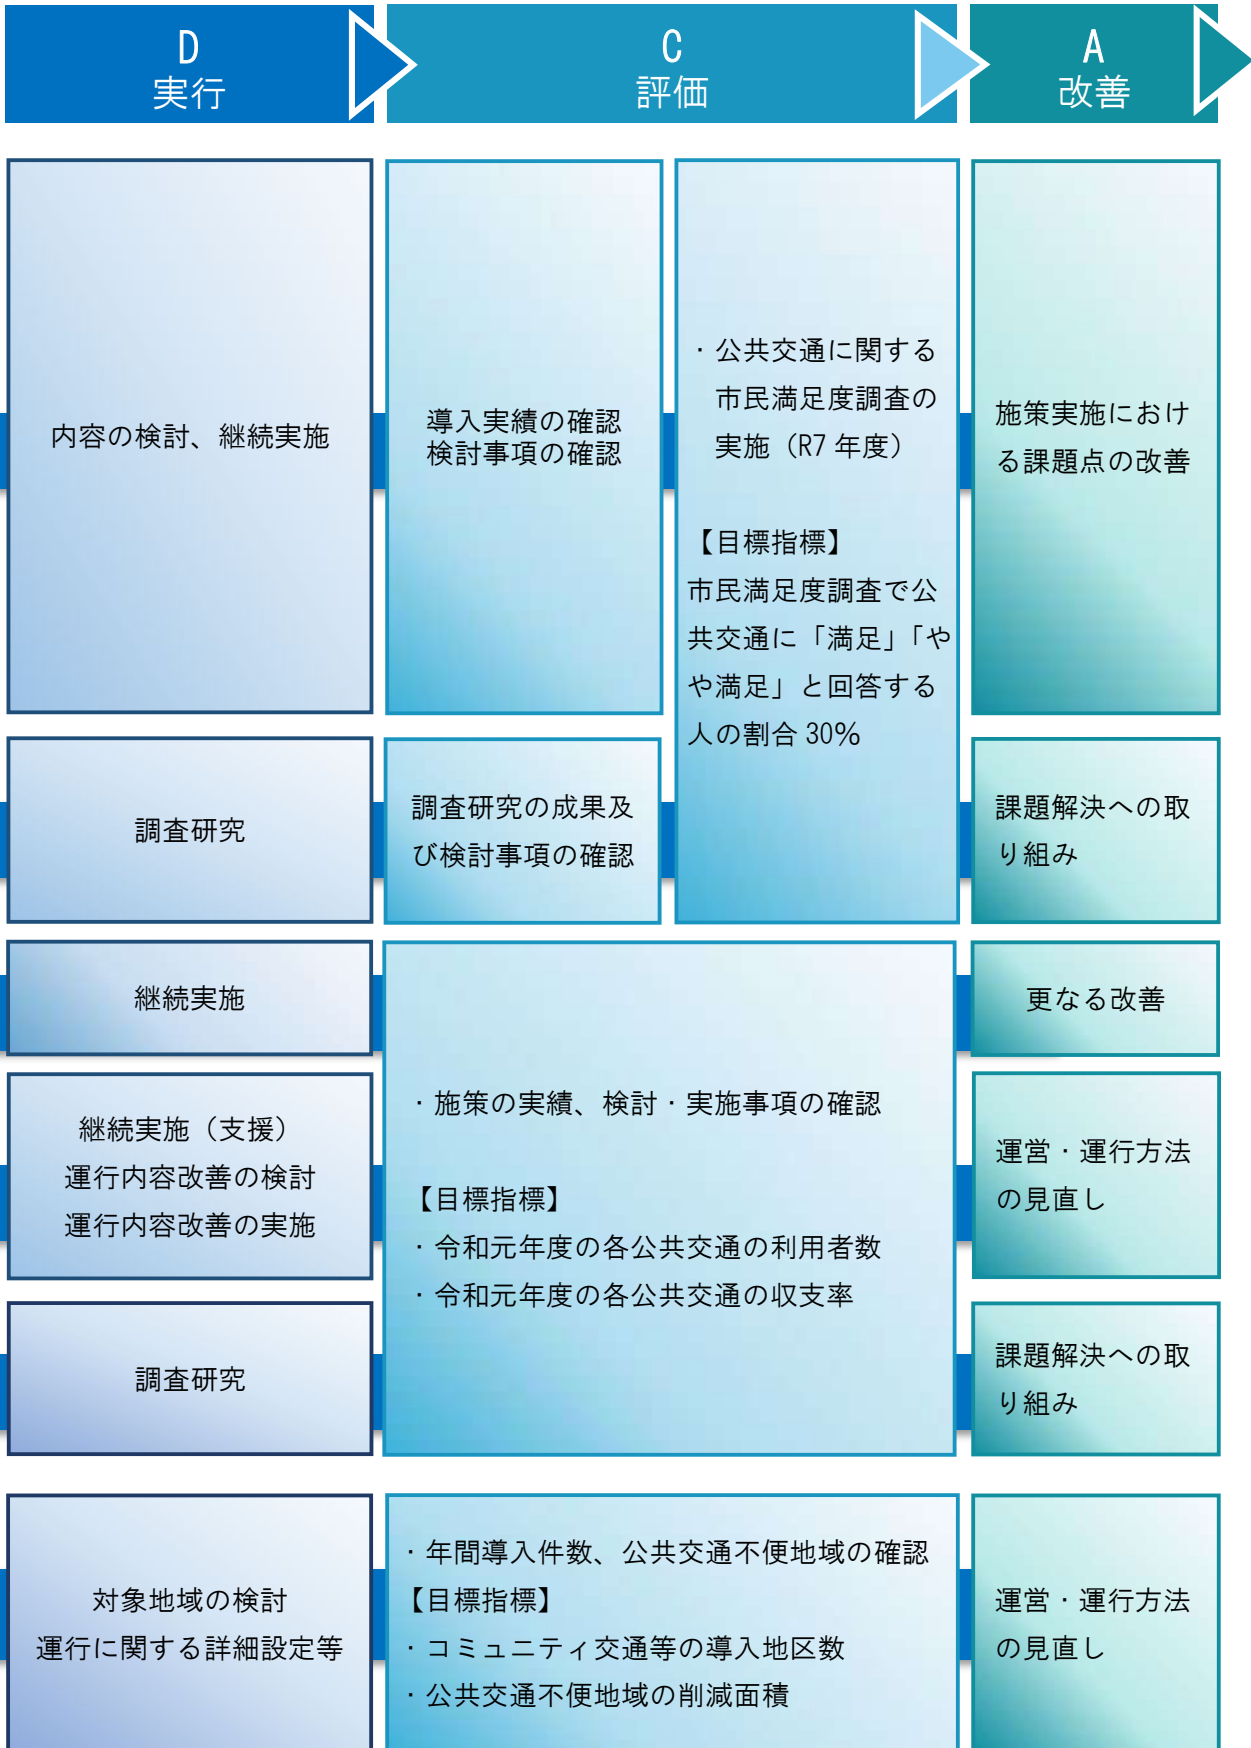 D
実行
C
評価
A
改善
内容の検討、継続実施
導入実績の確認
検討事項の確認
・公共交通に関する
市民満足度調査の
実施（R7 年度）
【目標指標】
市民満足度調査で公
共交通に「満足」「や
や満足」と回答する
人の割合 30%
施策実施におけ
る課題点の改善
調査研究
調査研究の成果及
び検討事項の確認
課題解決への取
り組み
継続実施
・施策の実績、検討・実施事項の確認
【目標指標】
・令和元年度の各公共交通の利用者数
・令和元年度の各公共交通の収支率
更なる改善
継続実施（支援）
運行内容改善の検討
運行内容改善の実施
運営・運行方法
の見直し
調査研究
課題解決への取
り組み
対象地域の検討
運行に関する詳細設定等
・年間導入件数、公共交通不便地域の確認
【目標指標】
・コミュニティ交通等の導入地区数
・公共交通不便地域の削減面積
運営・運行方法
の見直し